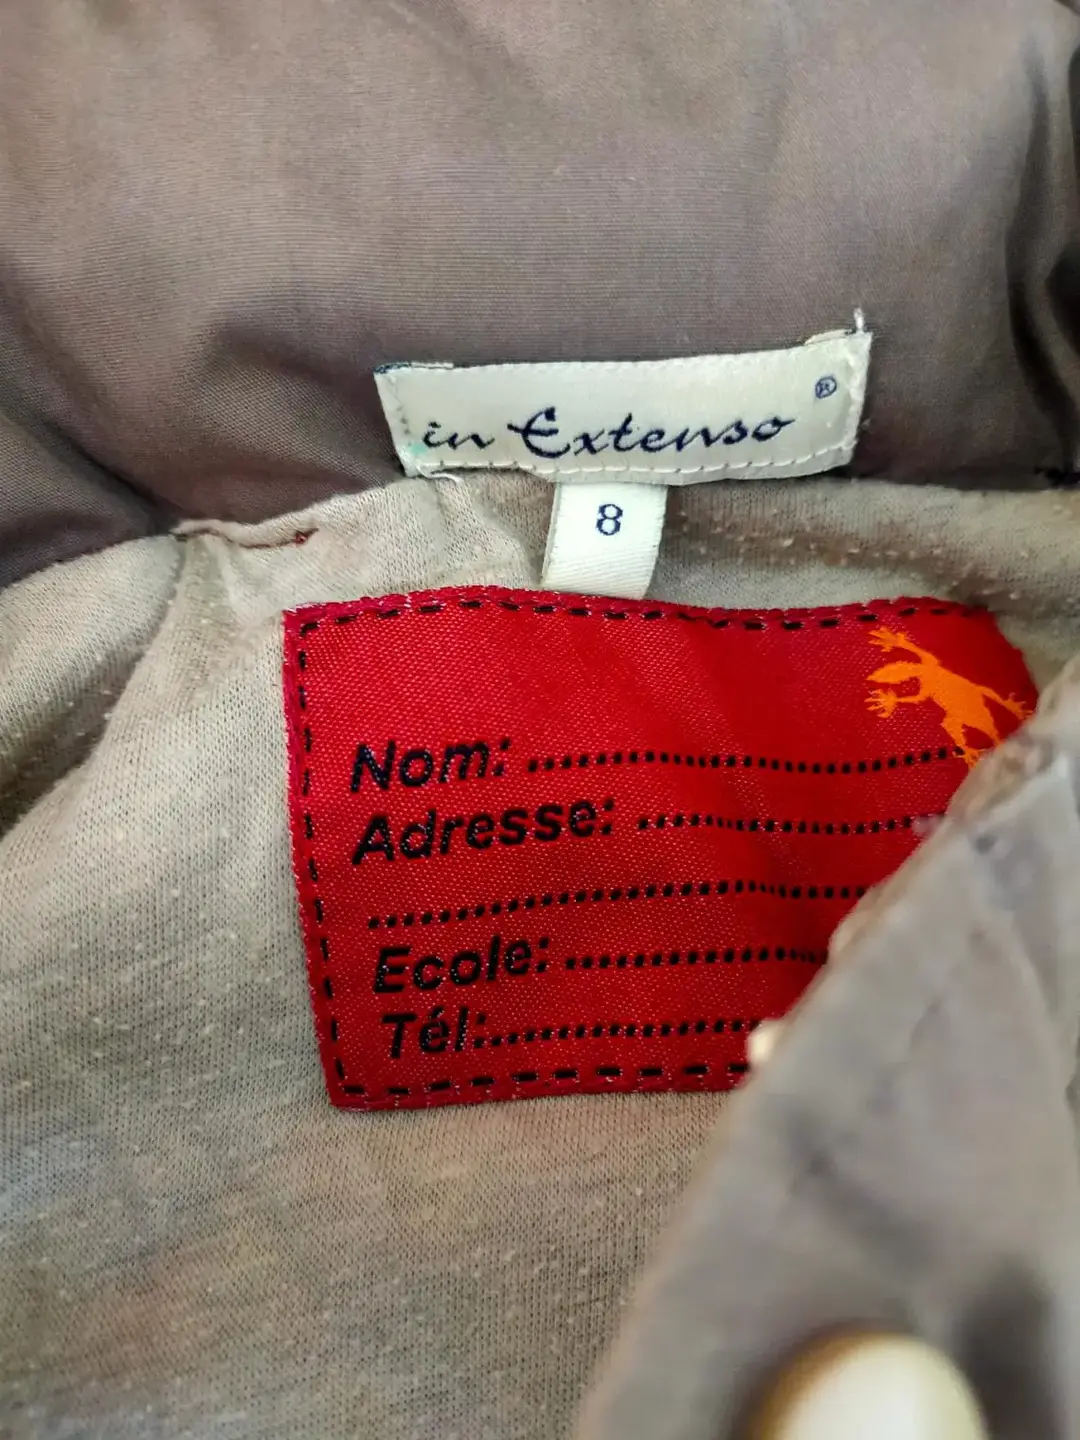 in Extenso ®
8
Nom: ........................................
Adresse: ..........................
........................................
Ecole: ........................
Tél:........................